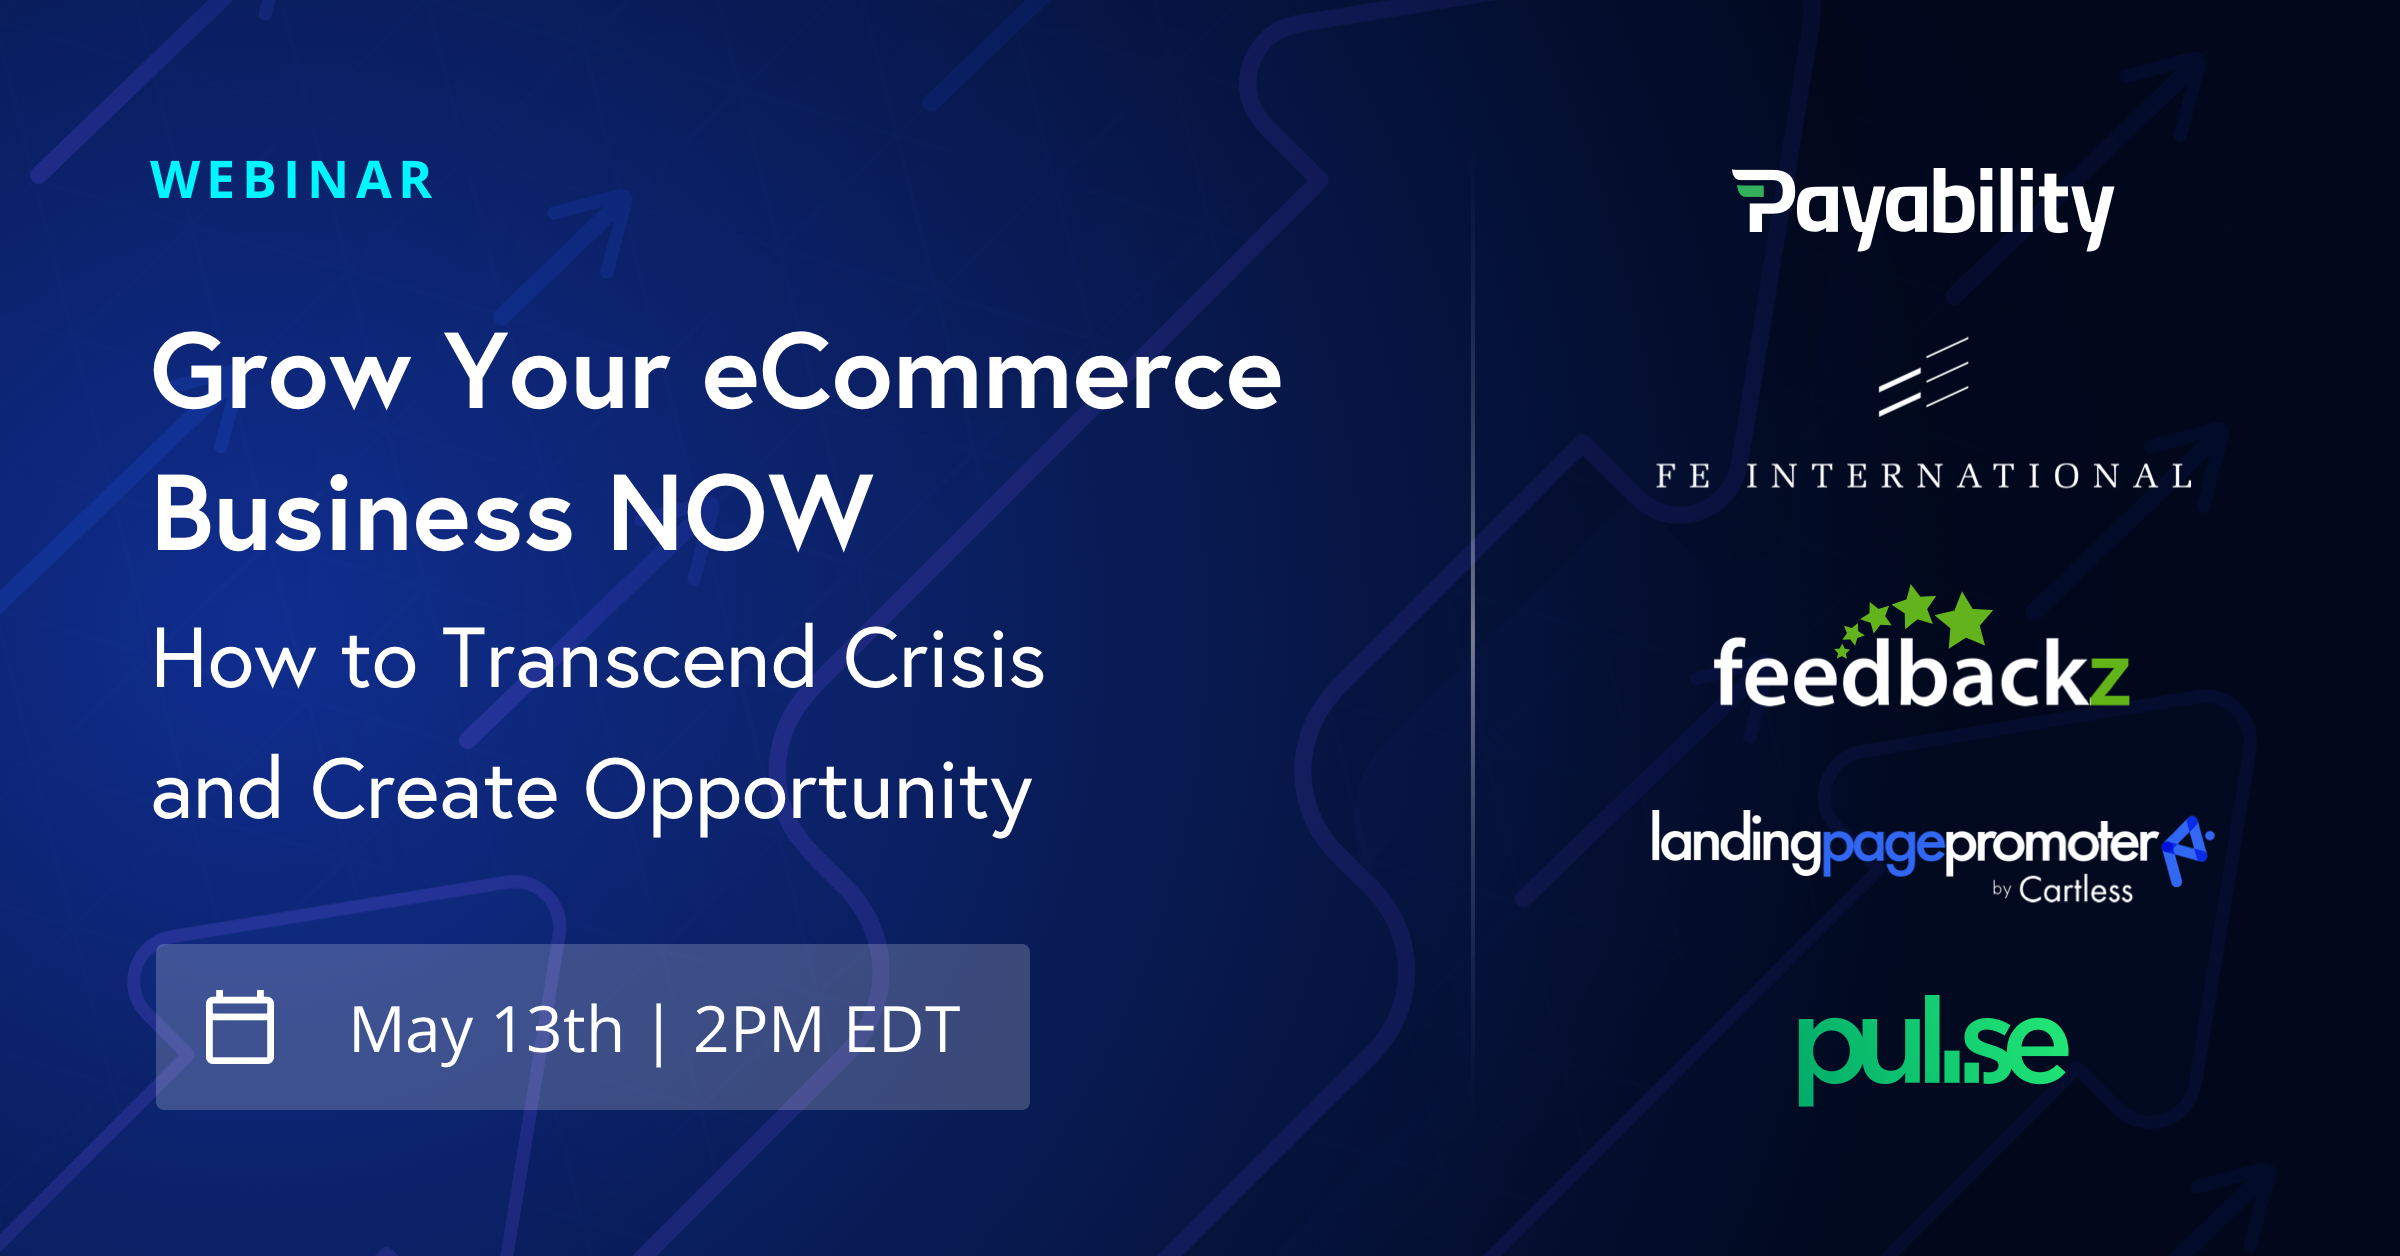 WEBINAR
Grow Your eCommerce
Business NOW
How to Transcend Crisis
and Create Opportunity
May 13th | 2PM EDT
Payability
FE INTERNATIONAL
feedbackz
landingpagepromoter
by Cartless
pulse